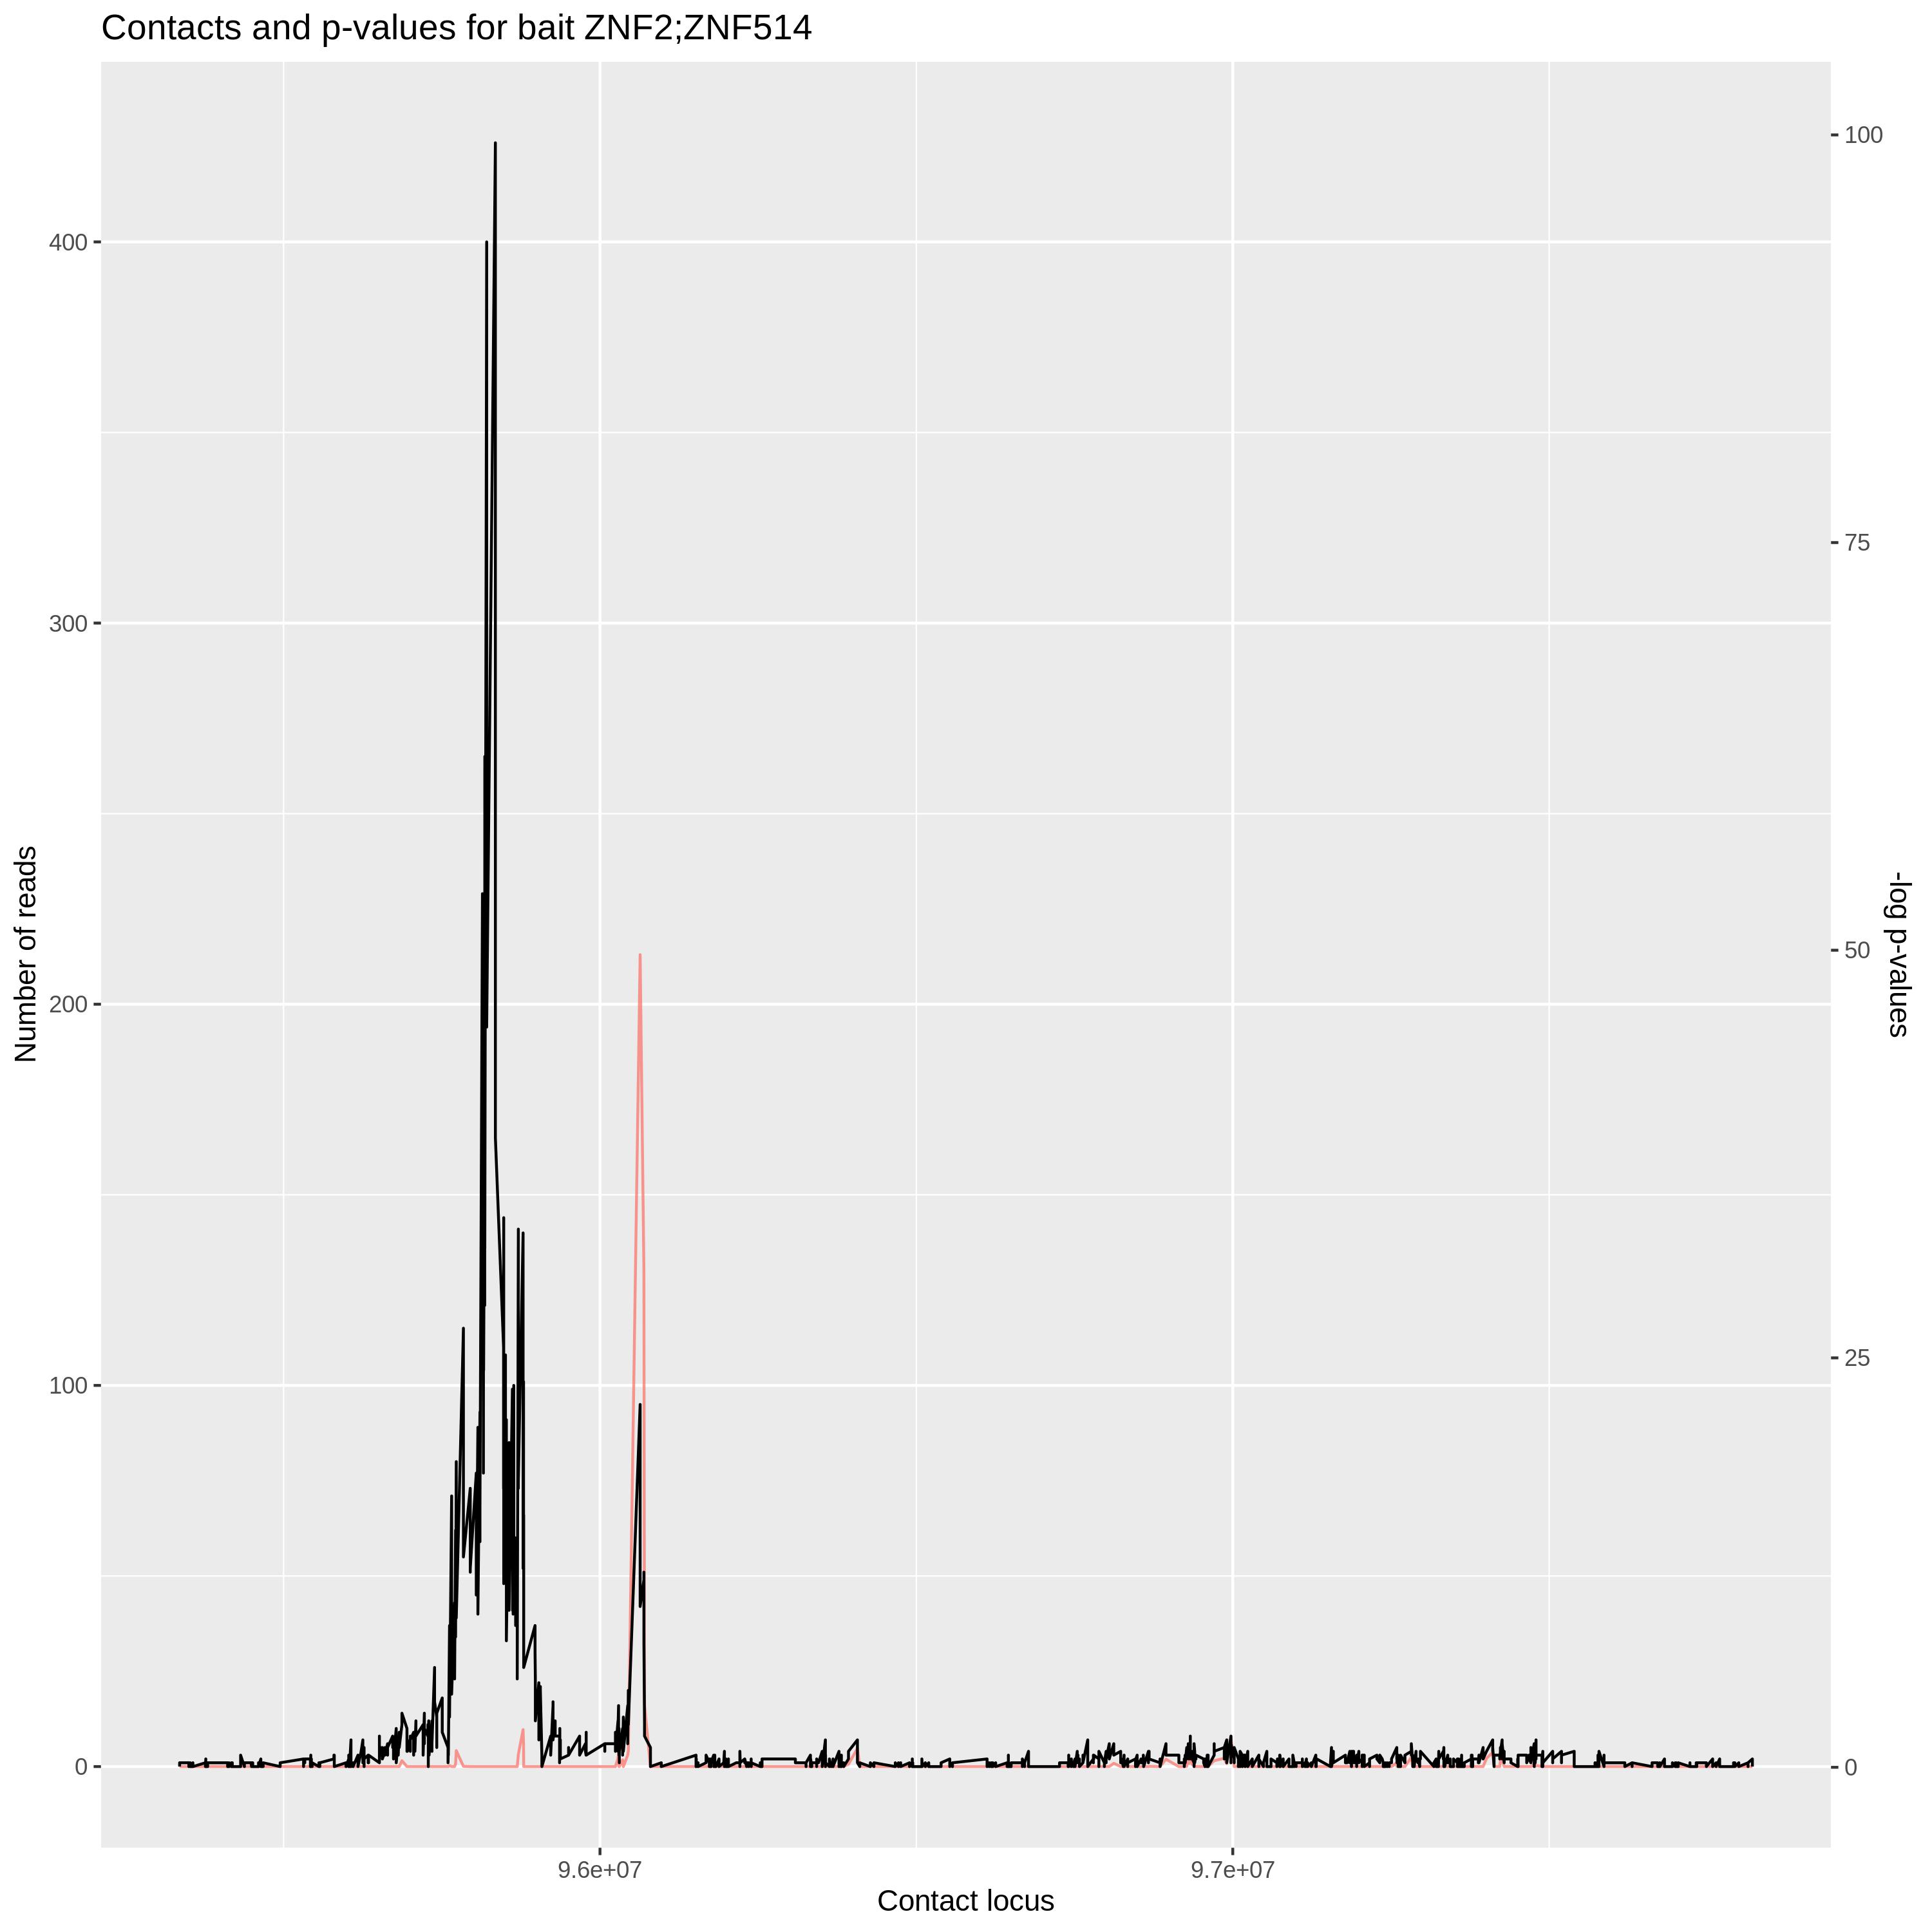 Contacts and p-values for bait ZNF2;ZNF514
400
300
200
100
0
Number of reads
100
75
50
25
0
-log p-values
9.6e+07
9.7e+07
Contact locus